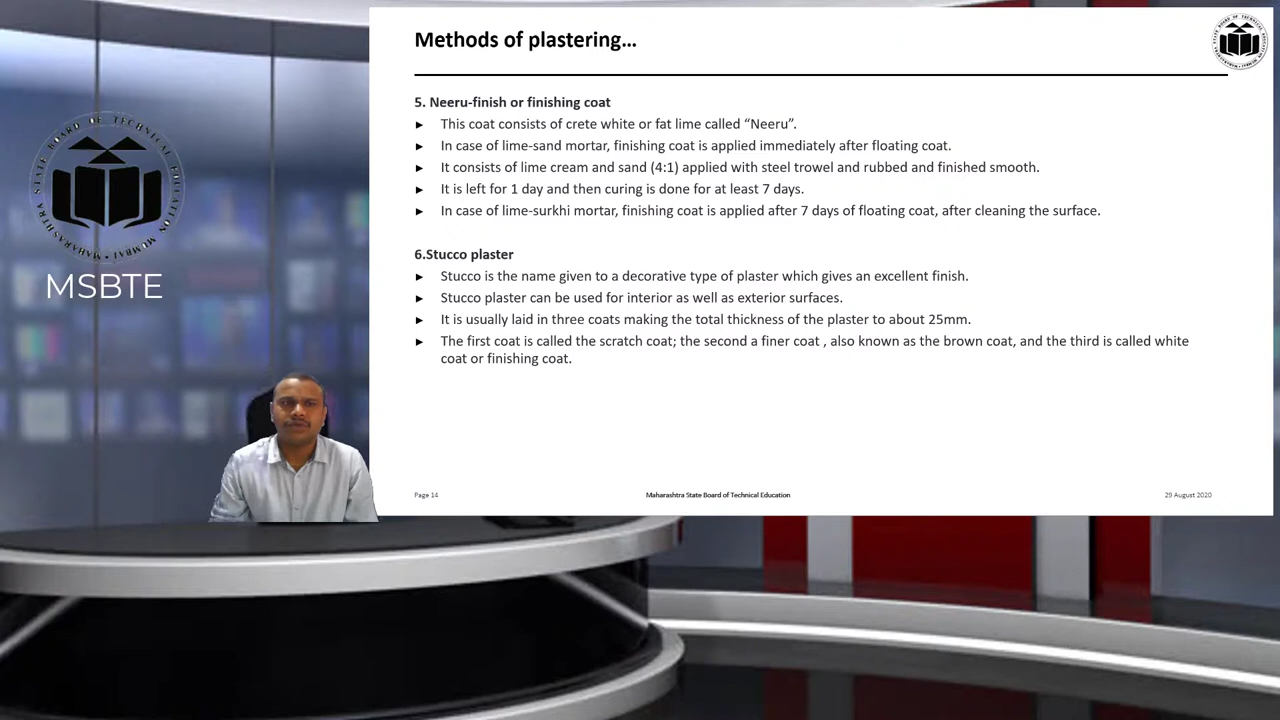 Methods of plastering...
5. Neeru-finish or finishing coat
► This coat consists of crete white or fat lime called “Neeru”.
► In case of lime-sand mortar, finishing coat is applied immediately after floating coat.
► It consists of lime cream and sand (4:1) applied with steel trowel and rubbed and finished smooth.
► It is left for 1 day and then curing is done for at least 7 days.
► In case of lime-surkhi mortar, finishing coat is applied after 7 days of floating coat, after cleaning the surface.
6.Stucco plaster
► Stucco is the name given to a decorative type of plaster which gives an excellent finish.
► Stucco plaster can be used for interior as well as exterior surfaces.
► It is usually laid in three coats making the total thickness of the plaster to about 25mm.
► The first coat is called the scratch coat; the second a finer coat , also known as the brown coat, and the third is called white
coat or finishing coat.
Page 14
Maharashtra State Board of Technical Education
29 August 2020
MAHARASHTRA STATE BOARD OF TECHNICAL EDUCATION MUMBAI
MSBTE